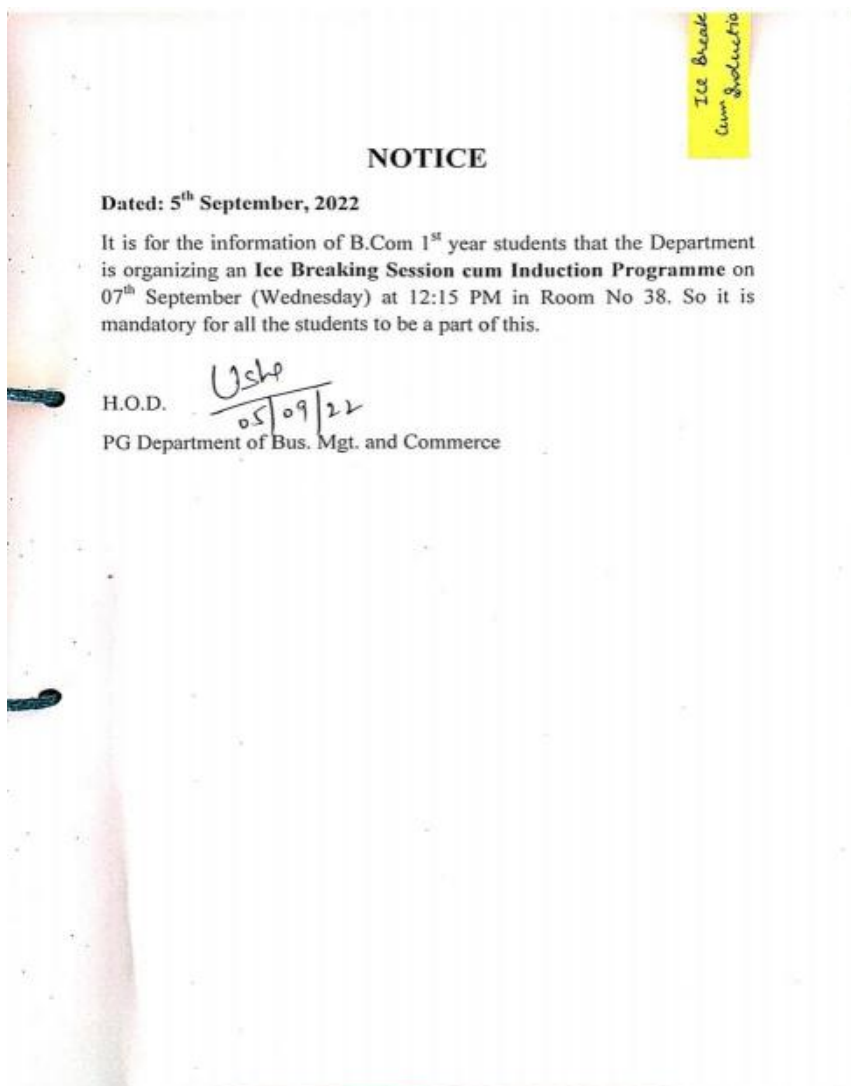 Ice Break
Cum Inductio
NOTICE
Dated: 5th September, 2022
It is for the information of B.Com 1st year students that the Department
is organizing an Ice Breaking Session cum Induction Programme on
07th September (Wednesday) at 12:15 PM in Room No 38. So it is
mandatory for all the students to be a part of this.
H.O.D.
05/09/22
PG Department of Bus. Mgt. and Commerce